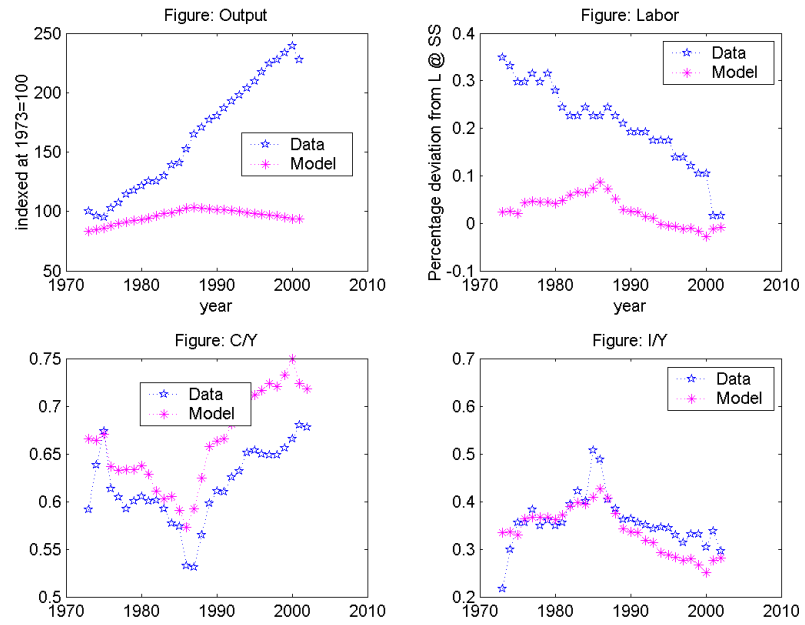 Figure: Output
indexed at 1973=100
250
200
150
100
50
1970
1980
1990
2000
2010
year
Data
Model
Figure: Labor
Percentage deviation from L @ SS
0.4
0.3
0.2
0.1
0
-0.1
1970
1980
1990
2000
2010
year
Data
Model
Figure: C/Y
0.75
0.7
0.65
0.6
0.55
0.5
1970
1980
1990
2000
2010
Data
Model
Figure: I/Y
0.7
0.6
0.5
0.4
0.3
0.2
1970
1980
1990
2000
2010
Data
Model